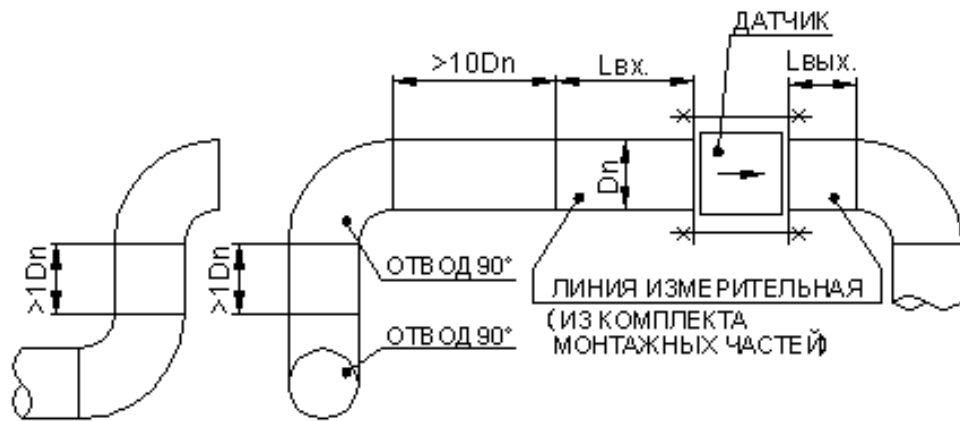 ДАТЧИК
>10Dn
Lвх.
Lвых.
Dn
>1Dn
>1Dn
ОТВОД 90°
ЛИНИЯ ИЗМЕРИТЕЛЬНАЯ
(ИЗ КОМПЛЕКТА
МОНТАЖНЫХ ЧАСТЕЙ)
ОТВОД 90°